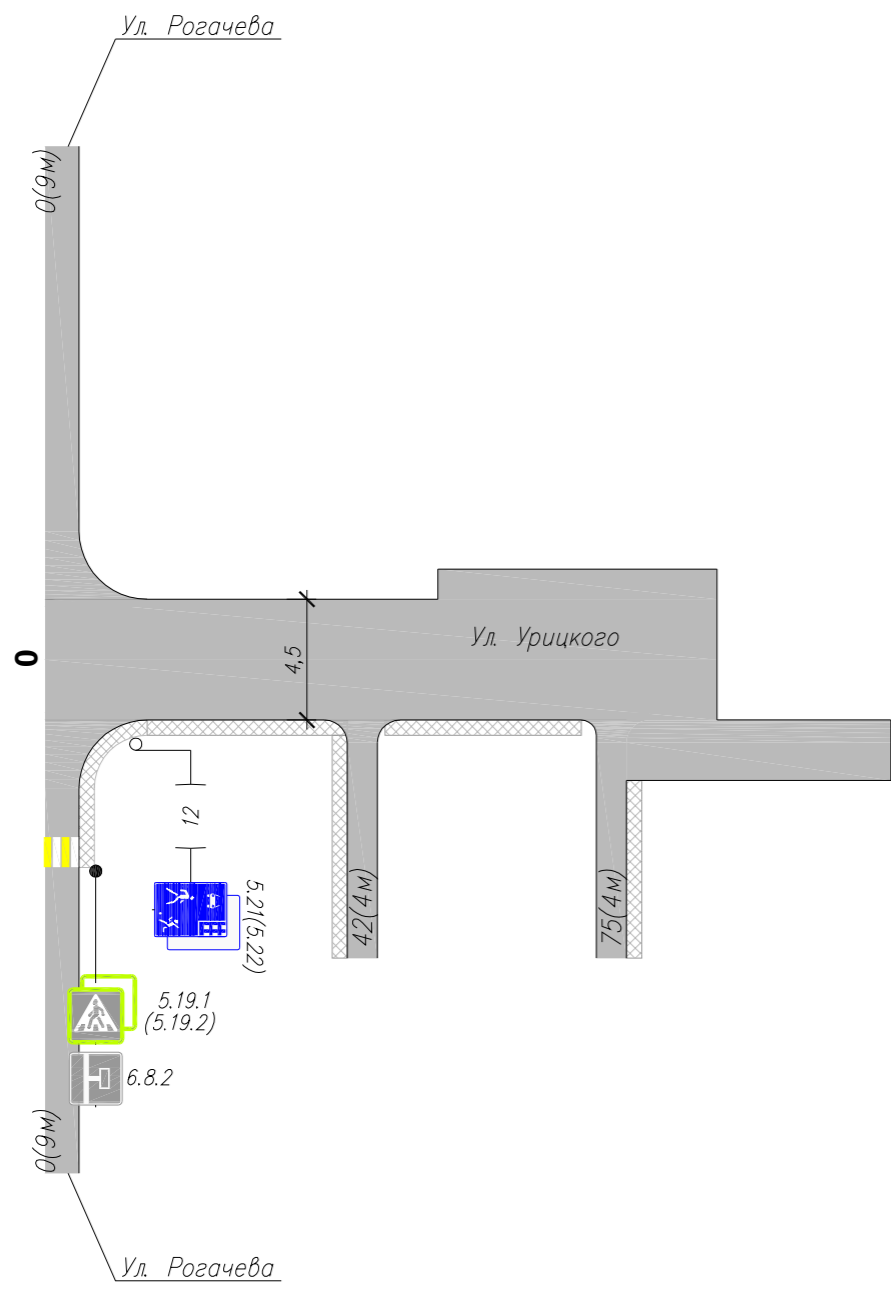 Ул. Рогачева
0(9м)
0
4,5
Ул. Урицкого
12
5.21(5.22)
42(4м)
75(4м)
5.19.1
(5.19.2)
6.8.2
0(9м)
Ул. Рогачева